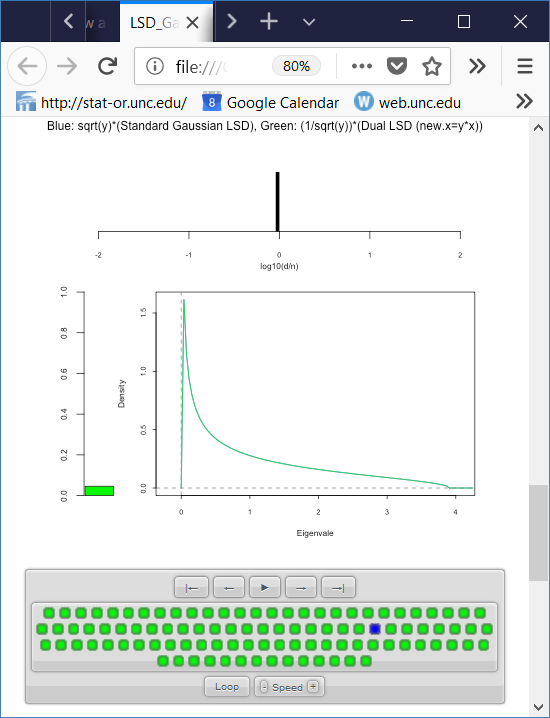 w a
LSD_Ga
file:///
80%
http://stat-or.unc.edu/
8
Google Calendar
W
web.unc.edu
Blue: sqrt(y)*(Standard Gaussian LSD), Green: (1/sqrt(y))*(Dual LSD (new.x=y*x))
-2 -1 0 1 2
log10(d/n)
0.0 0.2 0.4 0.6 0.8 1.0
Density
0.0 0.5 1.0 1.5
0 1 2 3 4
Eigenvale
Loop
- Speed +